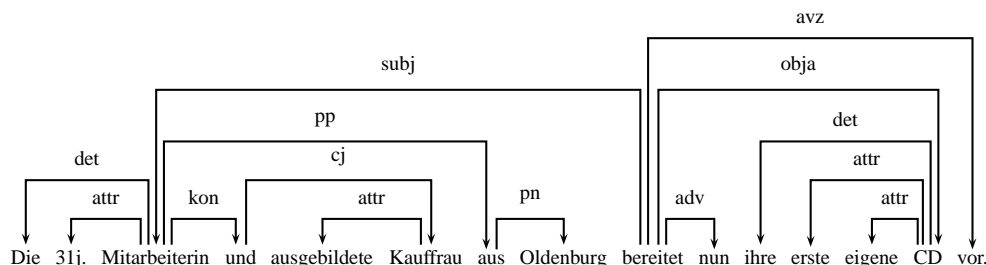 avz
subj obja
pp det
det cj attr
attr kon attr pn adv attr
Die 31j. Mitarbeiterin und ausgebildete Kauffrau aus Oldenburg bereitet nun ihre erste eigene CD vor.